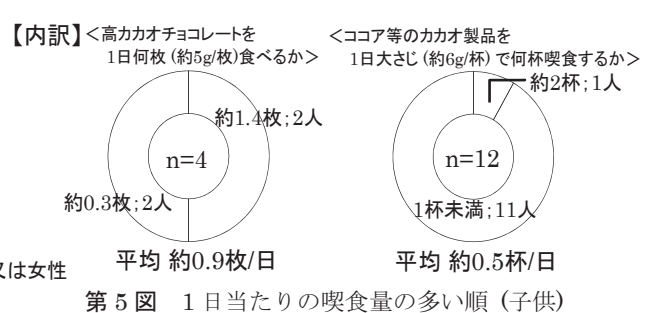 【内訳】<高カカオチョコレートを
1日何枚(約5g/枚)食べるか>
約1.4枚;2人
n=4
約0.3枚;2人
平均 約0.9枚/日
<ココア等のカカオ製品を
1日大さじ(約6g/杯)で何杯喫食するか>
約2杯;1人
n=12
1杯未満;11人
平均 約0.5杯/日
又は女性
第5図 1日当たりの喫食量の多い順(子供)